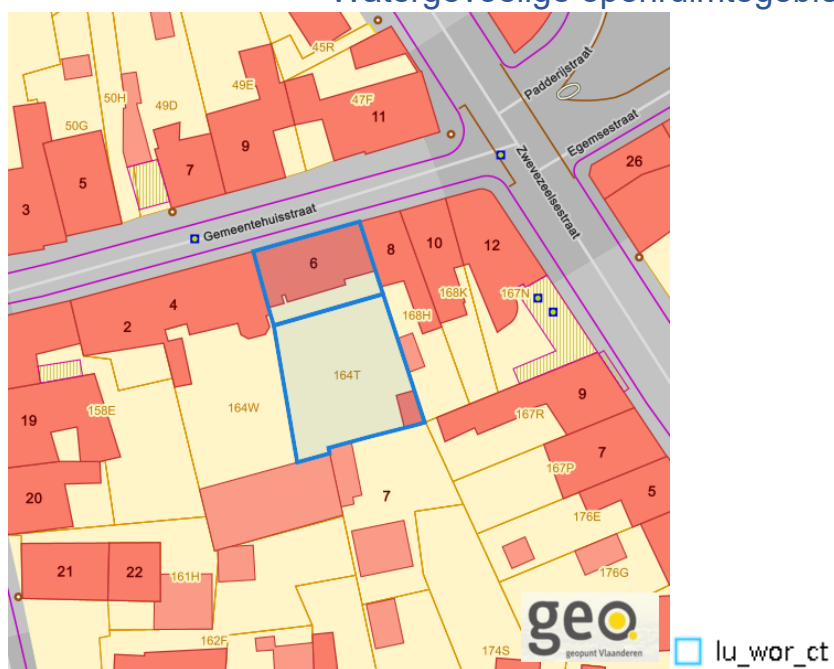 Watergevoelige openruimtegebie
45R
50H
49D
49E
47F
Padderijstraat
50G
11
9
Egemsestraat
7
26
5
3
Zwevezeelsestraat
Gemeentehuisstraat
6
8
10
12
4
167N
168K
2
168H
164T
9
19
158E
164W
167R
7
167P
20
7
5
176E
21
22
161H
176G
162F
174S
geo.
geopunt Vlaanderen
lu_wor_ct